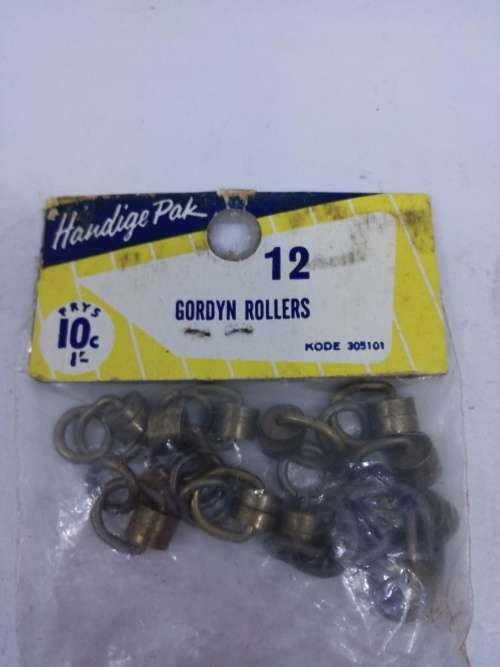 Handige Pak
12
GORDYN ROLLERS
PRYS
10c
1/-
KODE 305101